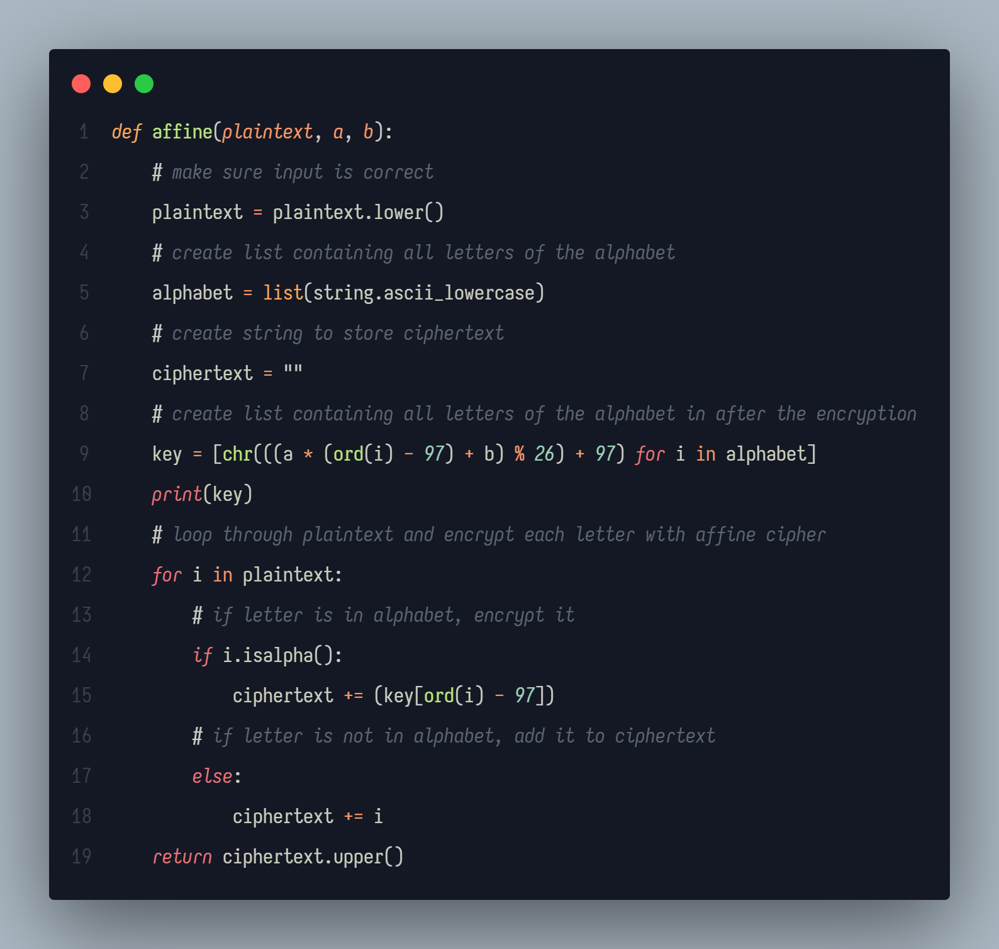 1 def affine(plaintext, a, b):
2     # make sure input is correct
3     plaintext = plaintext.lower()
4     # create list containing all letters of the alphabet
5     alphabet = list(string.ascii_lowercase)
6     # create string to store ciphertext
7     ciphertext = ""
8     # create list containing all letters of the alphabet in after the encryption
9     key = [chr(((a * (ord(i) - 97) + b) % 26) + 97) for i in alphabet]
10     print(key)
11     # loop through plaintext and encrypt each letter with affine cipher
12     for i in plaintext:
13         # if letter is in alphabet, encrypt it
14         if i.isalpha():
15             ciphertext += (key[ord(i) - 97])
16         # if letter is not in alphabet, add it to ciphertext
17         else:
18             ciphertext += i
19     return ciphertext.upper()